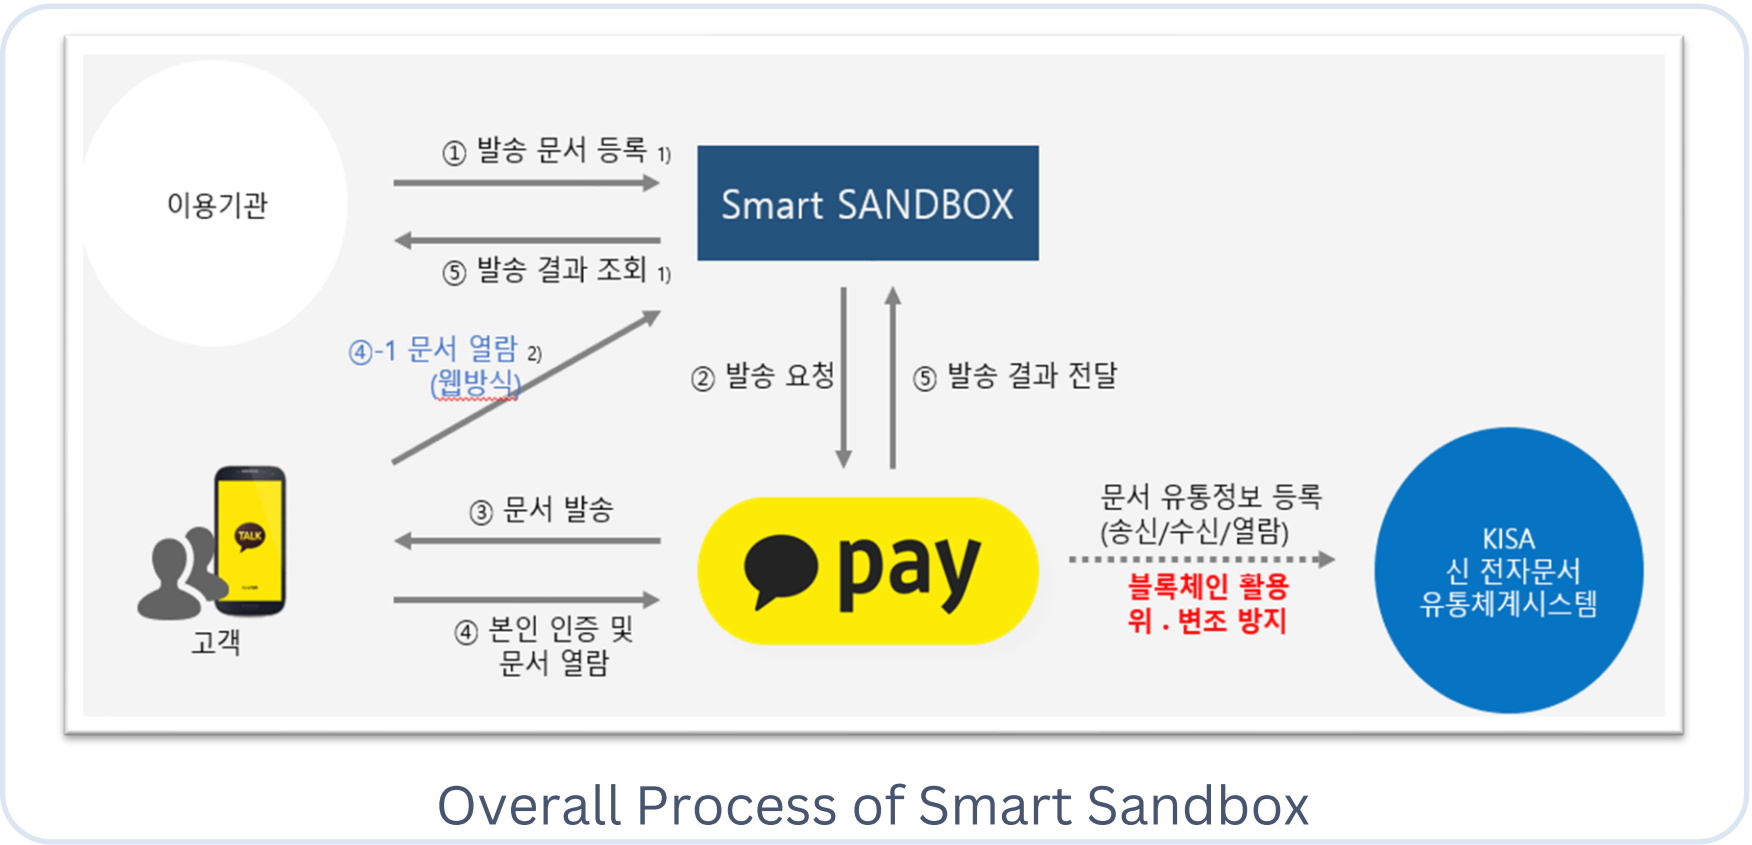 ① 발송 문서 등록 1)
이용기관
Smart SANDBOX
⑤ 발송 결과 조회 1)
④-1 문서 열람 2)
(웹방식)
② 발송 요청
⑤ 발송 결과 전달
TALK
고객
③ 문서 발송
④ 본인 인증 및
문서 열람
pay
문서 유통정보 등록
(송신/수신/열람)
블록체인 활용
위 . 변조 방지
KISA
신 전자문서
유통체계시스템
Overall Process of Smart Sandbox